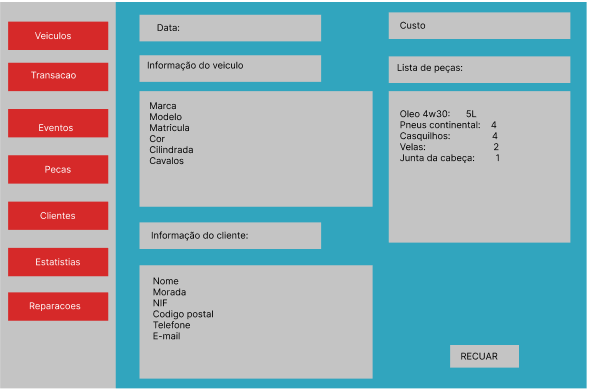 Veiculos
Transacao
Eventos
Pecas
Clientes
Estatistias
Reparacoes
Data:
Informação do veiculo
Marca
Modelo
Matricula
Cor
Cilindrada
Cavalos
Informação do cliente:
Nome
Morada
NIF
Codigo postal
Telefone
E-mail
Custo
Lista de peças:
Oleo 4w30: 5L
Pneus continental: 4
Casquilhos: 4
Velas: 2
Junta da cabeça: 1
RECUAR